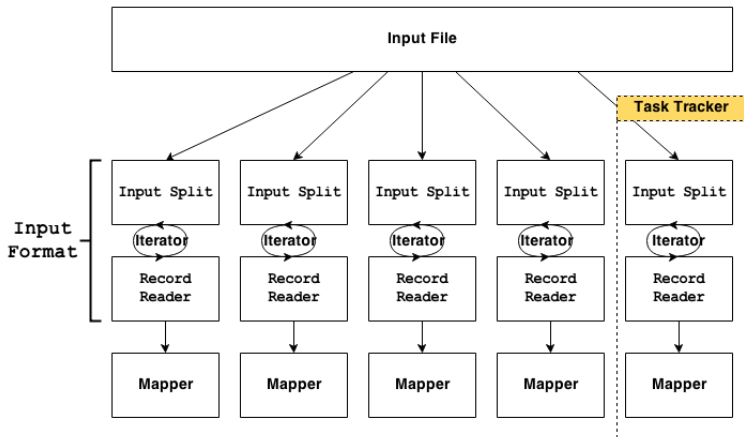 Input File
Task Tracker
Input Split Input Split Input Split Input Split Input Split
Input
Format
Iterator Iterator Iterator Iterator Iterator
Record Record Record Record Record
Reader Reader Reader Reader Reader
Mapper Mapper Mapper Mapper Mapper